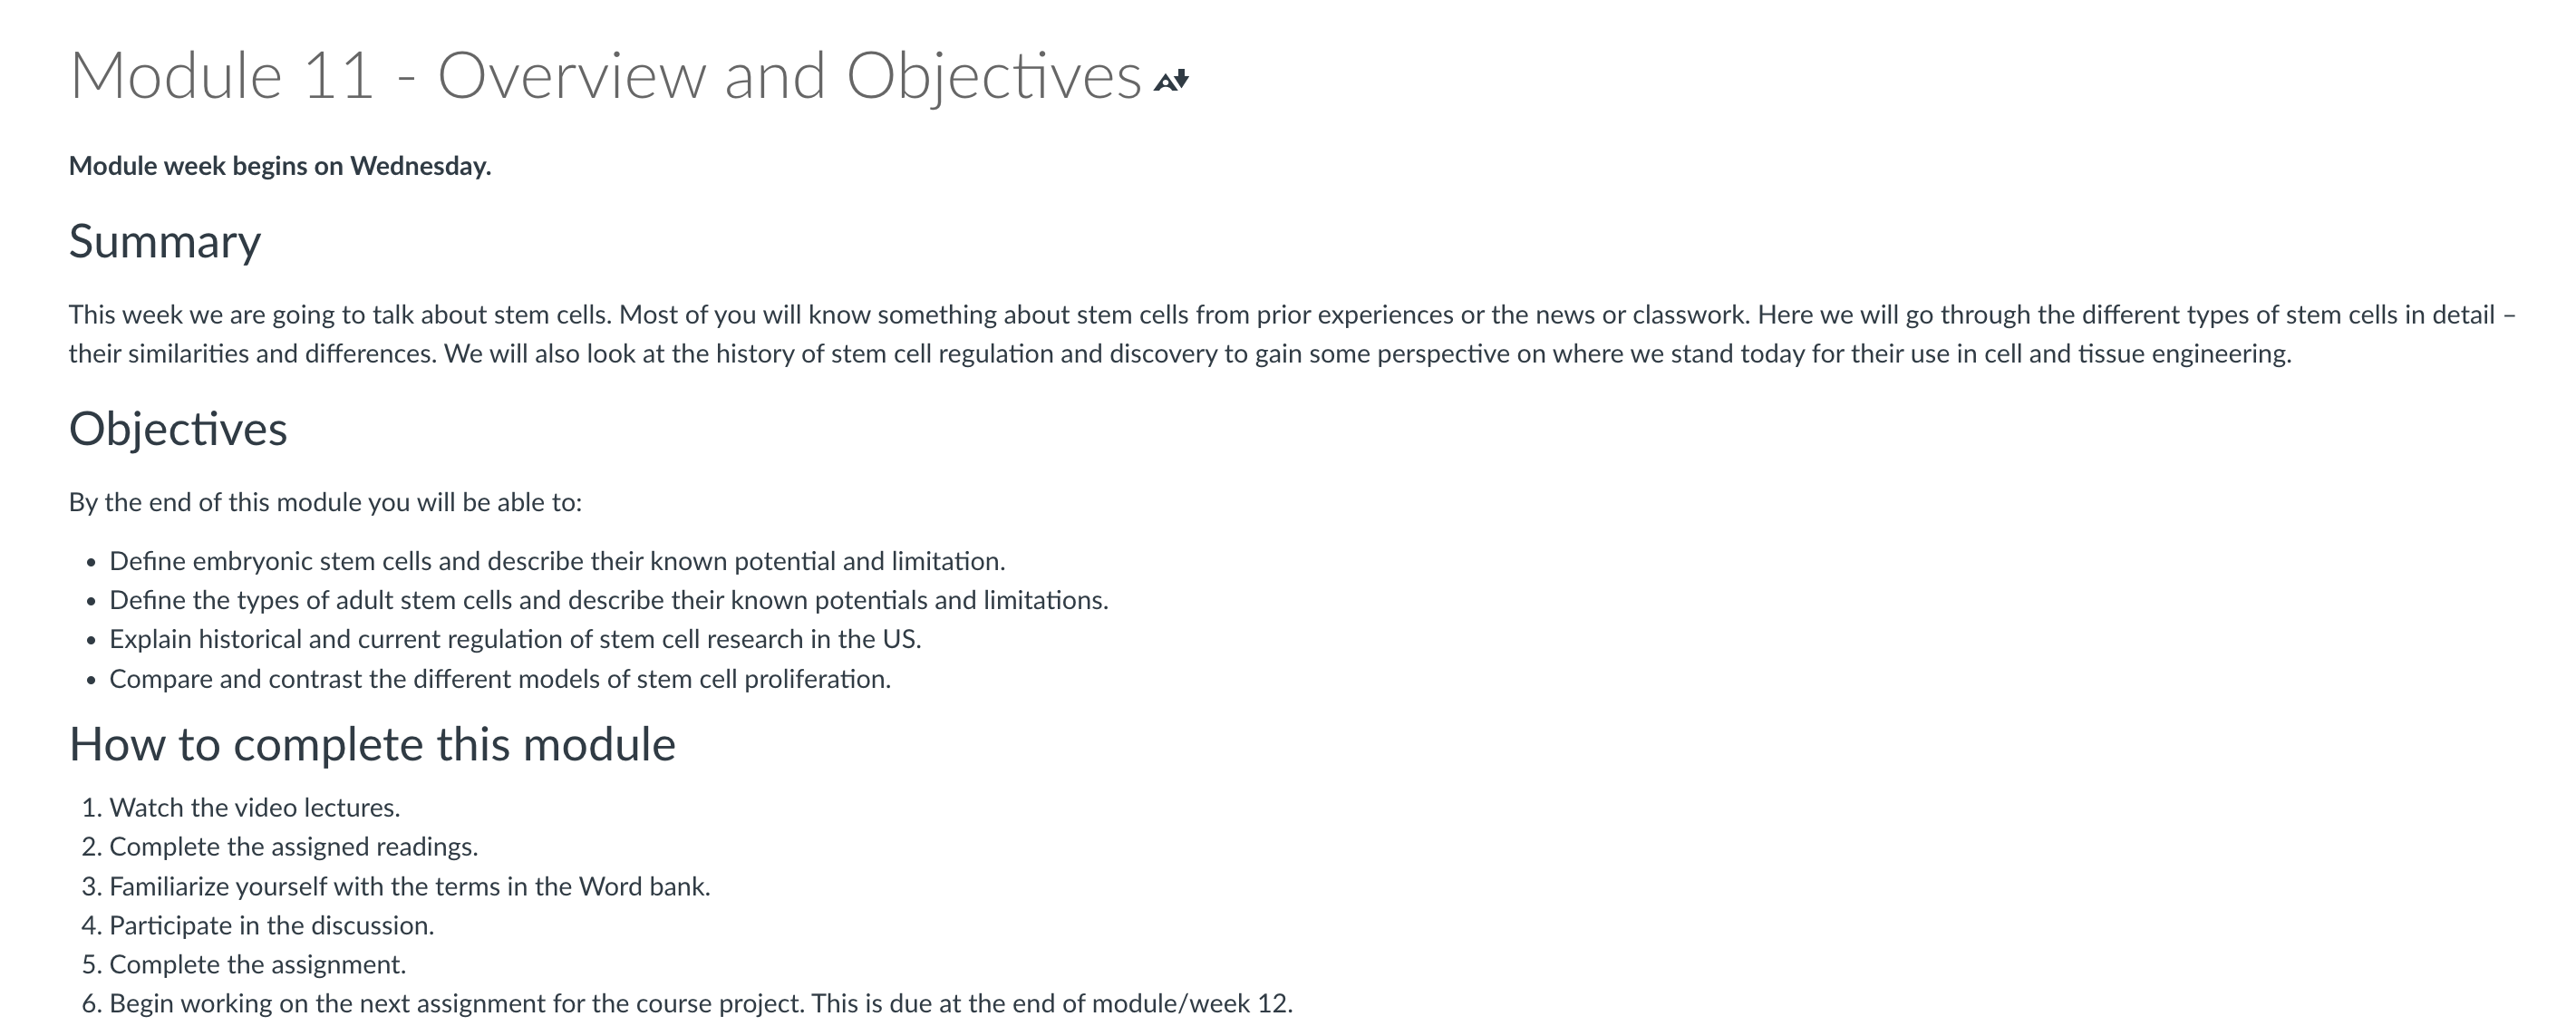 Module 11 - Overview and Objectives
Module week begins on Wednesday.
Summary
This week we are going to talk about stem cells. Most of you will know something about stem cells from prior experiences or the news or classwork. Here we will go through the different types of stem cells in detail –
their similarities and differences. We will also look at the history of stem cell regulation and discovery to gain some perspective on where we stand today for their use in cell and tissue engineering.
Objectives
By the end of this module you will be able to:
• Define embryonic stem cells and describe their known potential and limitation.
• Define the types of adult stem cells and describe their known potentials and limitations.
• Explain historical and current regulation of stem cell research in the US.
• Compare and contrast the different models of stem cell proliferation.
How to complete this module
1. Watch the video lectures.
2. Complete the assigned readings.
3. Familiarize yourself with the terms in the Word bank.
4. Participate in the discussion.
5. Complete the assignment.
6. Begin working on the next assignment for the course project. This is due at the end of module/week 12.